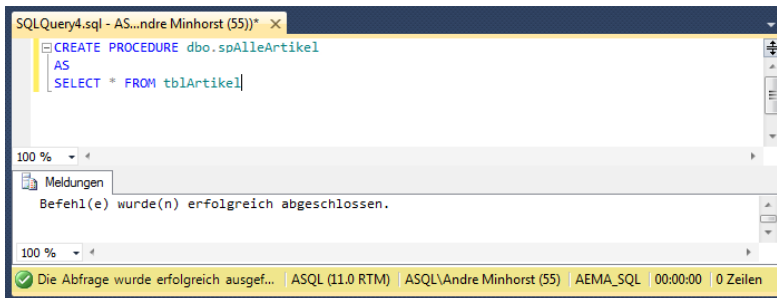 SQLQuery4.sql - AS...ndre Minhorst (55))*
CREATE PROCEDURE dbo.spAlleArtikel
AS
SELECT * FROM tblArtikel
100 %
Meldungen
Befehl(e) wurde(n) erfolgreich abgeschlossen.
100 %
Die Abfrage wurde erfolgreich ausgef... ASQL (11.0 RTM) ASQL\Andre Minhorst (55) AEMA_SQL 00:00:00 0 Zeilen